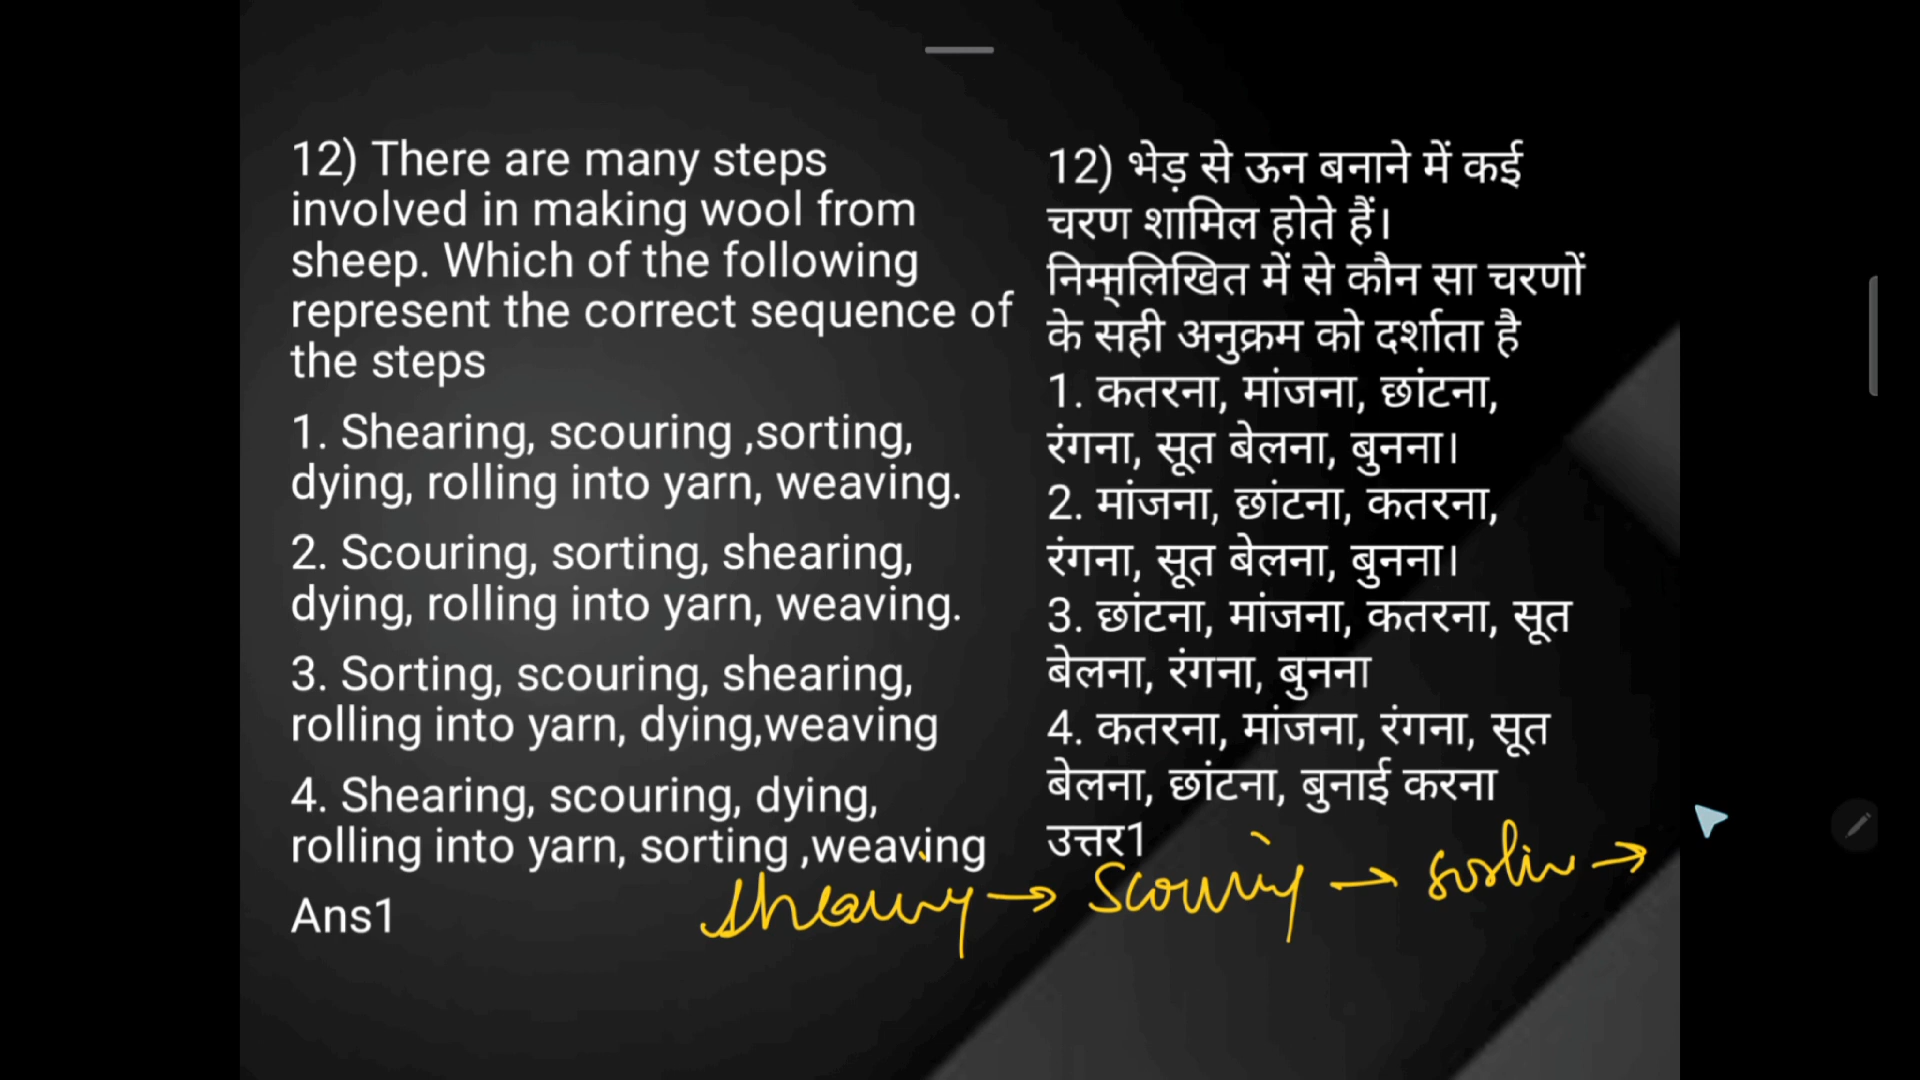 12) There are many steps
involved in making wool from
sheep. Which of the following
represent the correct sequence of
the steps
1. Shearing, scouring ,sorting,
dying, rolling into yarn, weaving.
2. Scouring, sorting, shearing,
dying, rolling into yarn, weaving.
3. Sorting, scouring, shearing,
rolling into yarn, dying,weaving
4. Shearing, scouring, dying,
rolling into yarn, sorting ,weaving
Ans1
12) भेड़ से ऊन बनाने में कई
चरण शामिल होते हैं।
निम्म्नलिखित में से कौन सा चरणों
के सही अनुक्रम को दर्शाता है
1. कतरना, मांजना, छांटना,
रंगना, सूत बेलना, बुनना।
2. मांजना, छांटना, कतरना,
रंगना, सूत बेलना, बुनना।
3. छांटना, मांजना, कतरना, सूत
बेलना, रंगना, बुनना
4. कतरना, मांजना, रंगना, सूत
बेलना, छांटना, बुनाई करना
उत्तर1
Shearing → Scouring → →